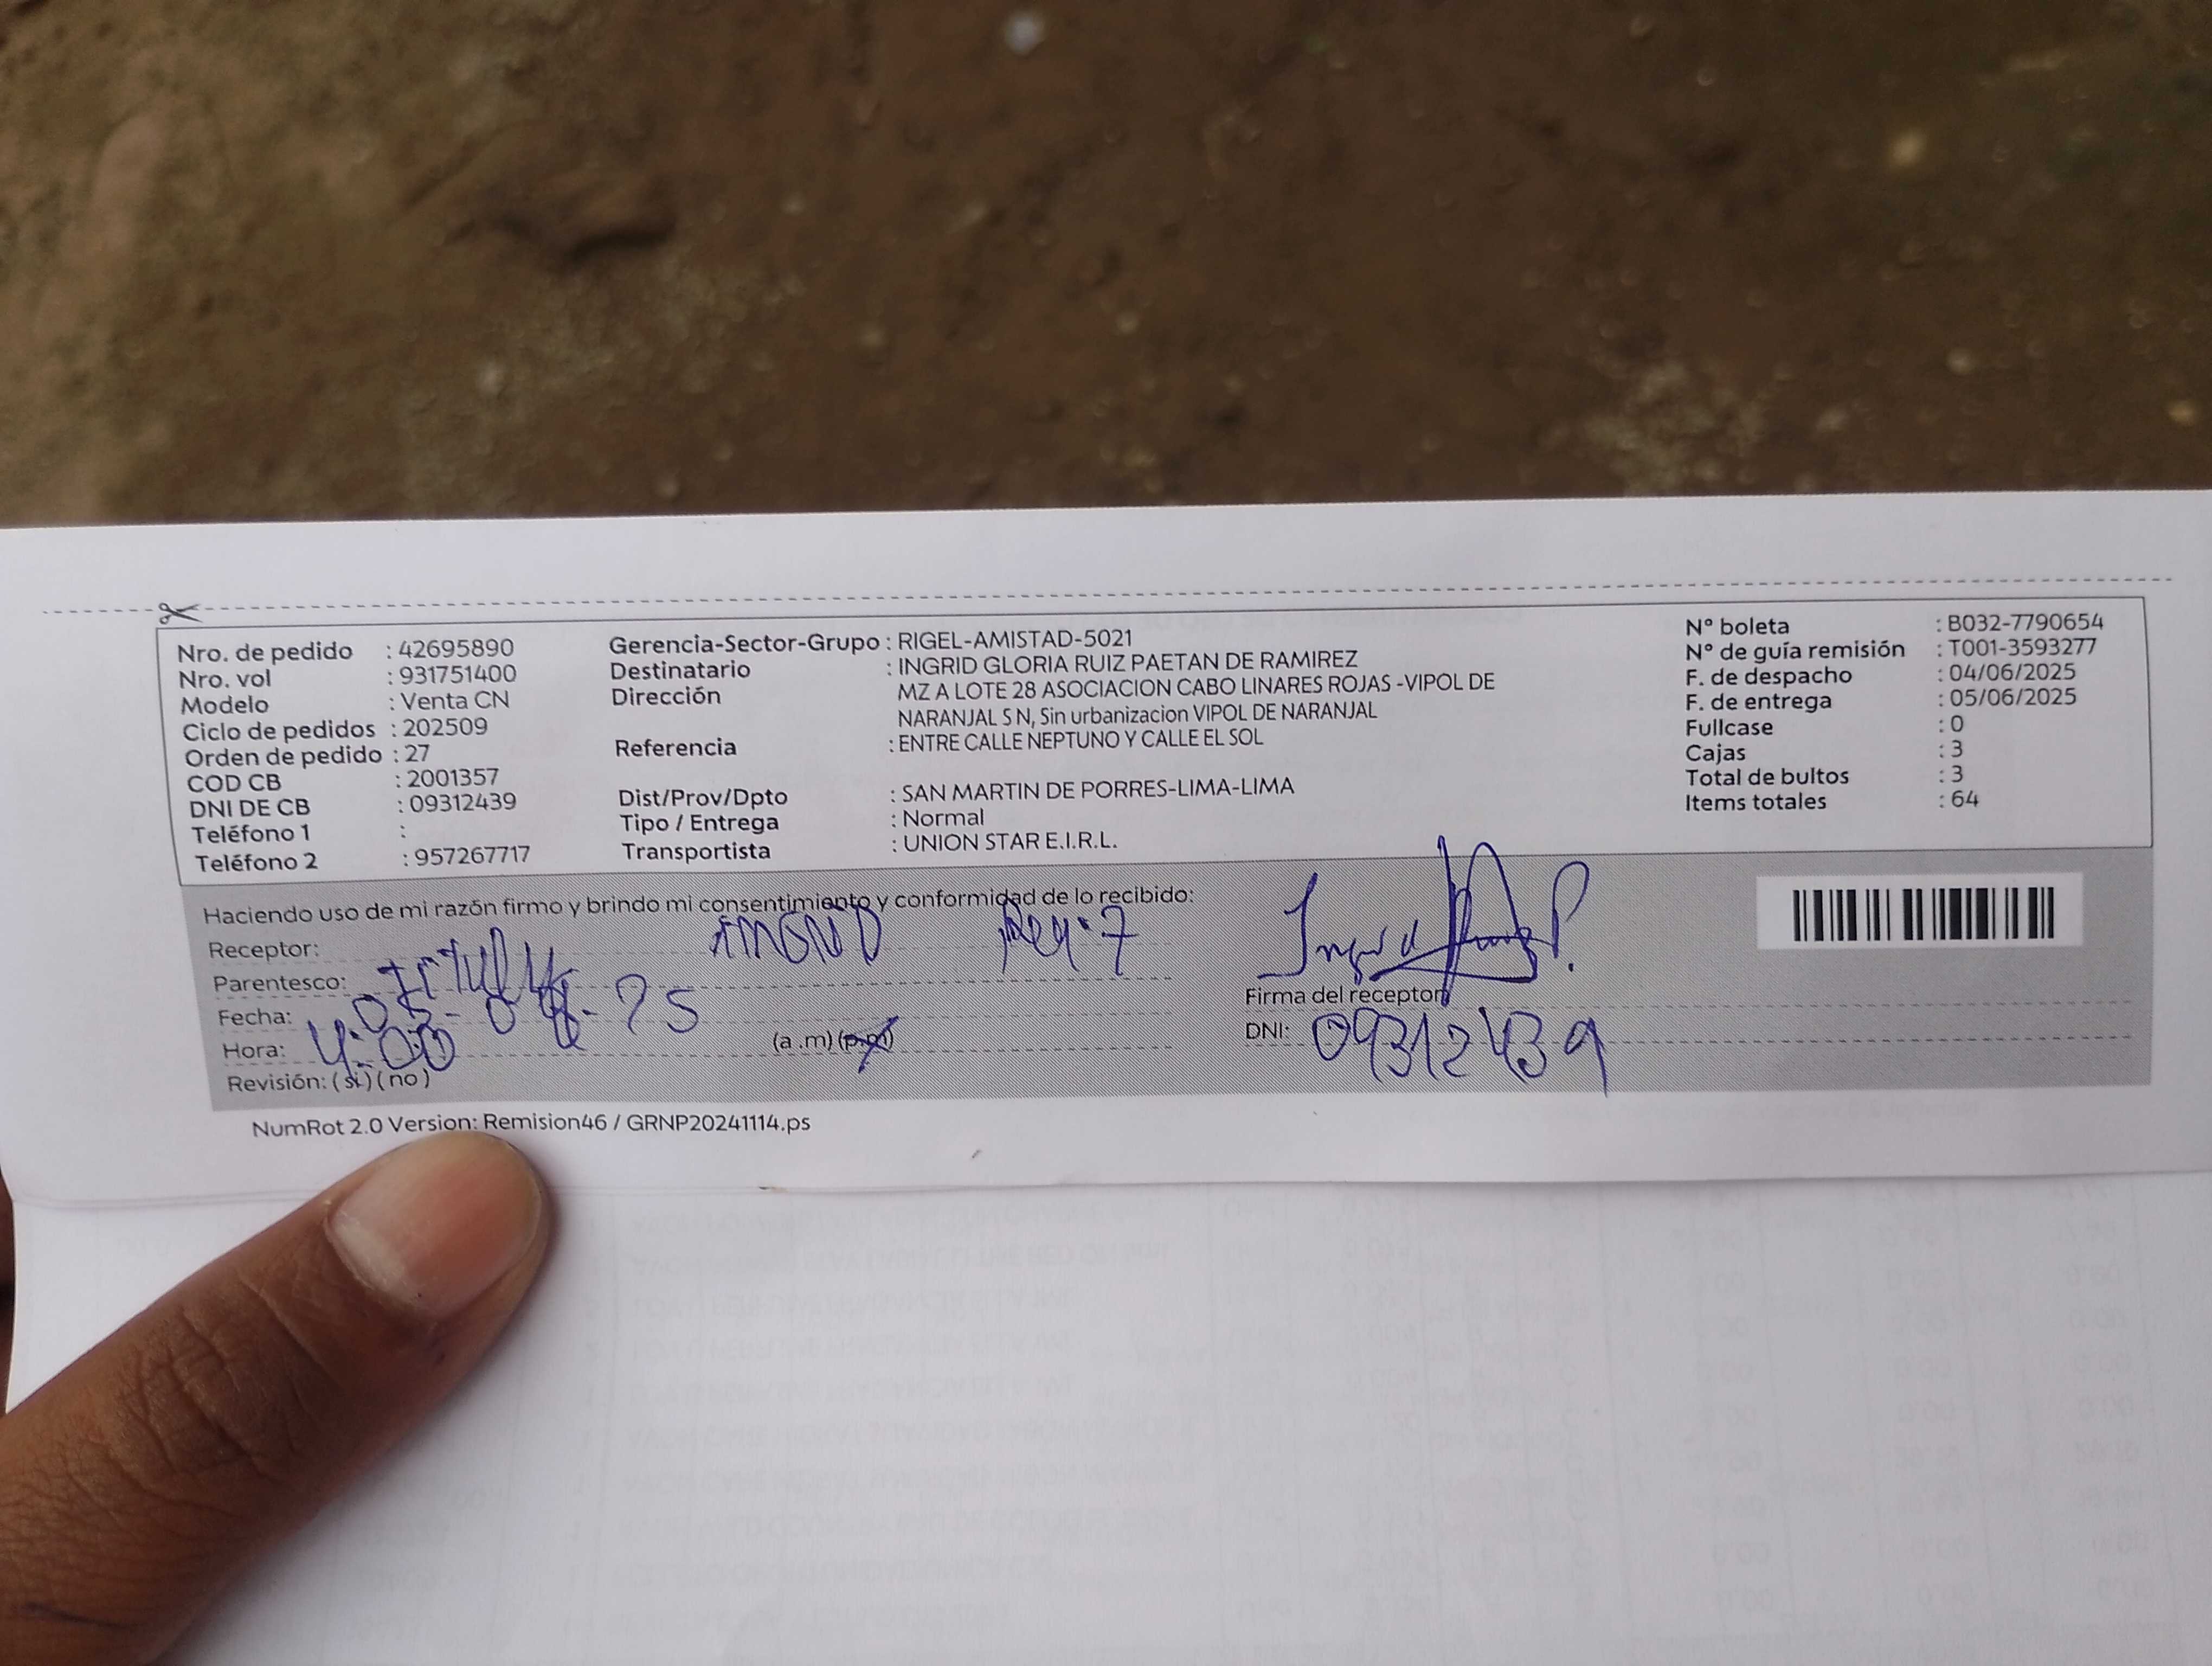 Nro. de pedido : 42695890
Nro. vol : 931751400
Modelo : Venta CN
Ciclo de pedidos : 202509
Orden de pedido : 27
COD CB : 2001357
DNI DE CB : 09312439
Teléfono 1 :
Teléfono 2 : 957267717
Gerencia-Sector-Grupo : RIGEL-AMISTAD-5021
Destinatario : INGRID GLORIA RUIZ PAETAN DE RAMIREZ
Dirección MZ A LOTE 28 ASOCIACION CABO LINARES ROJAS -VIPOL DE
NARANJAL S N, Sin urbanizacion VIPOL DE NARANJAL
Referencia : ENTRE CALLE NEPTUNO Y CALLE EL SOL
Dist/Prov/Dpto : SAN MARTIN DE PORRES-LIMA-LIMA
Tipo / Entrega : Normal
Transportista : UNION STAR E.I.R.L.
N° boleta : B032-7790654
N° de guía remisión : T001-3593277
F. de despacho : 04/06/2025
F. de entrega : 05/06/2025
Fullcase : 0
Cajas : 3
Total de bultos : 3
Items totales : 64
Haciendo uso de mi razón firmo y brindo mi consentimiento y conformidad de lo recibido:
Receptor:
Parentesco:
Fecha: 05-
Hora: 4:00 (a .m) (p.m)
Revisión: (si) (no)
Ingrid P.
Firma del receptor
DNI: 09312439
NumRot 2.0 Version: Remision46 / GRNP20241114.ps